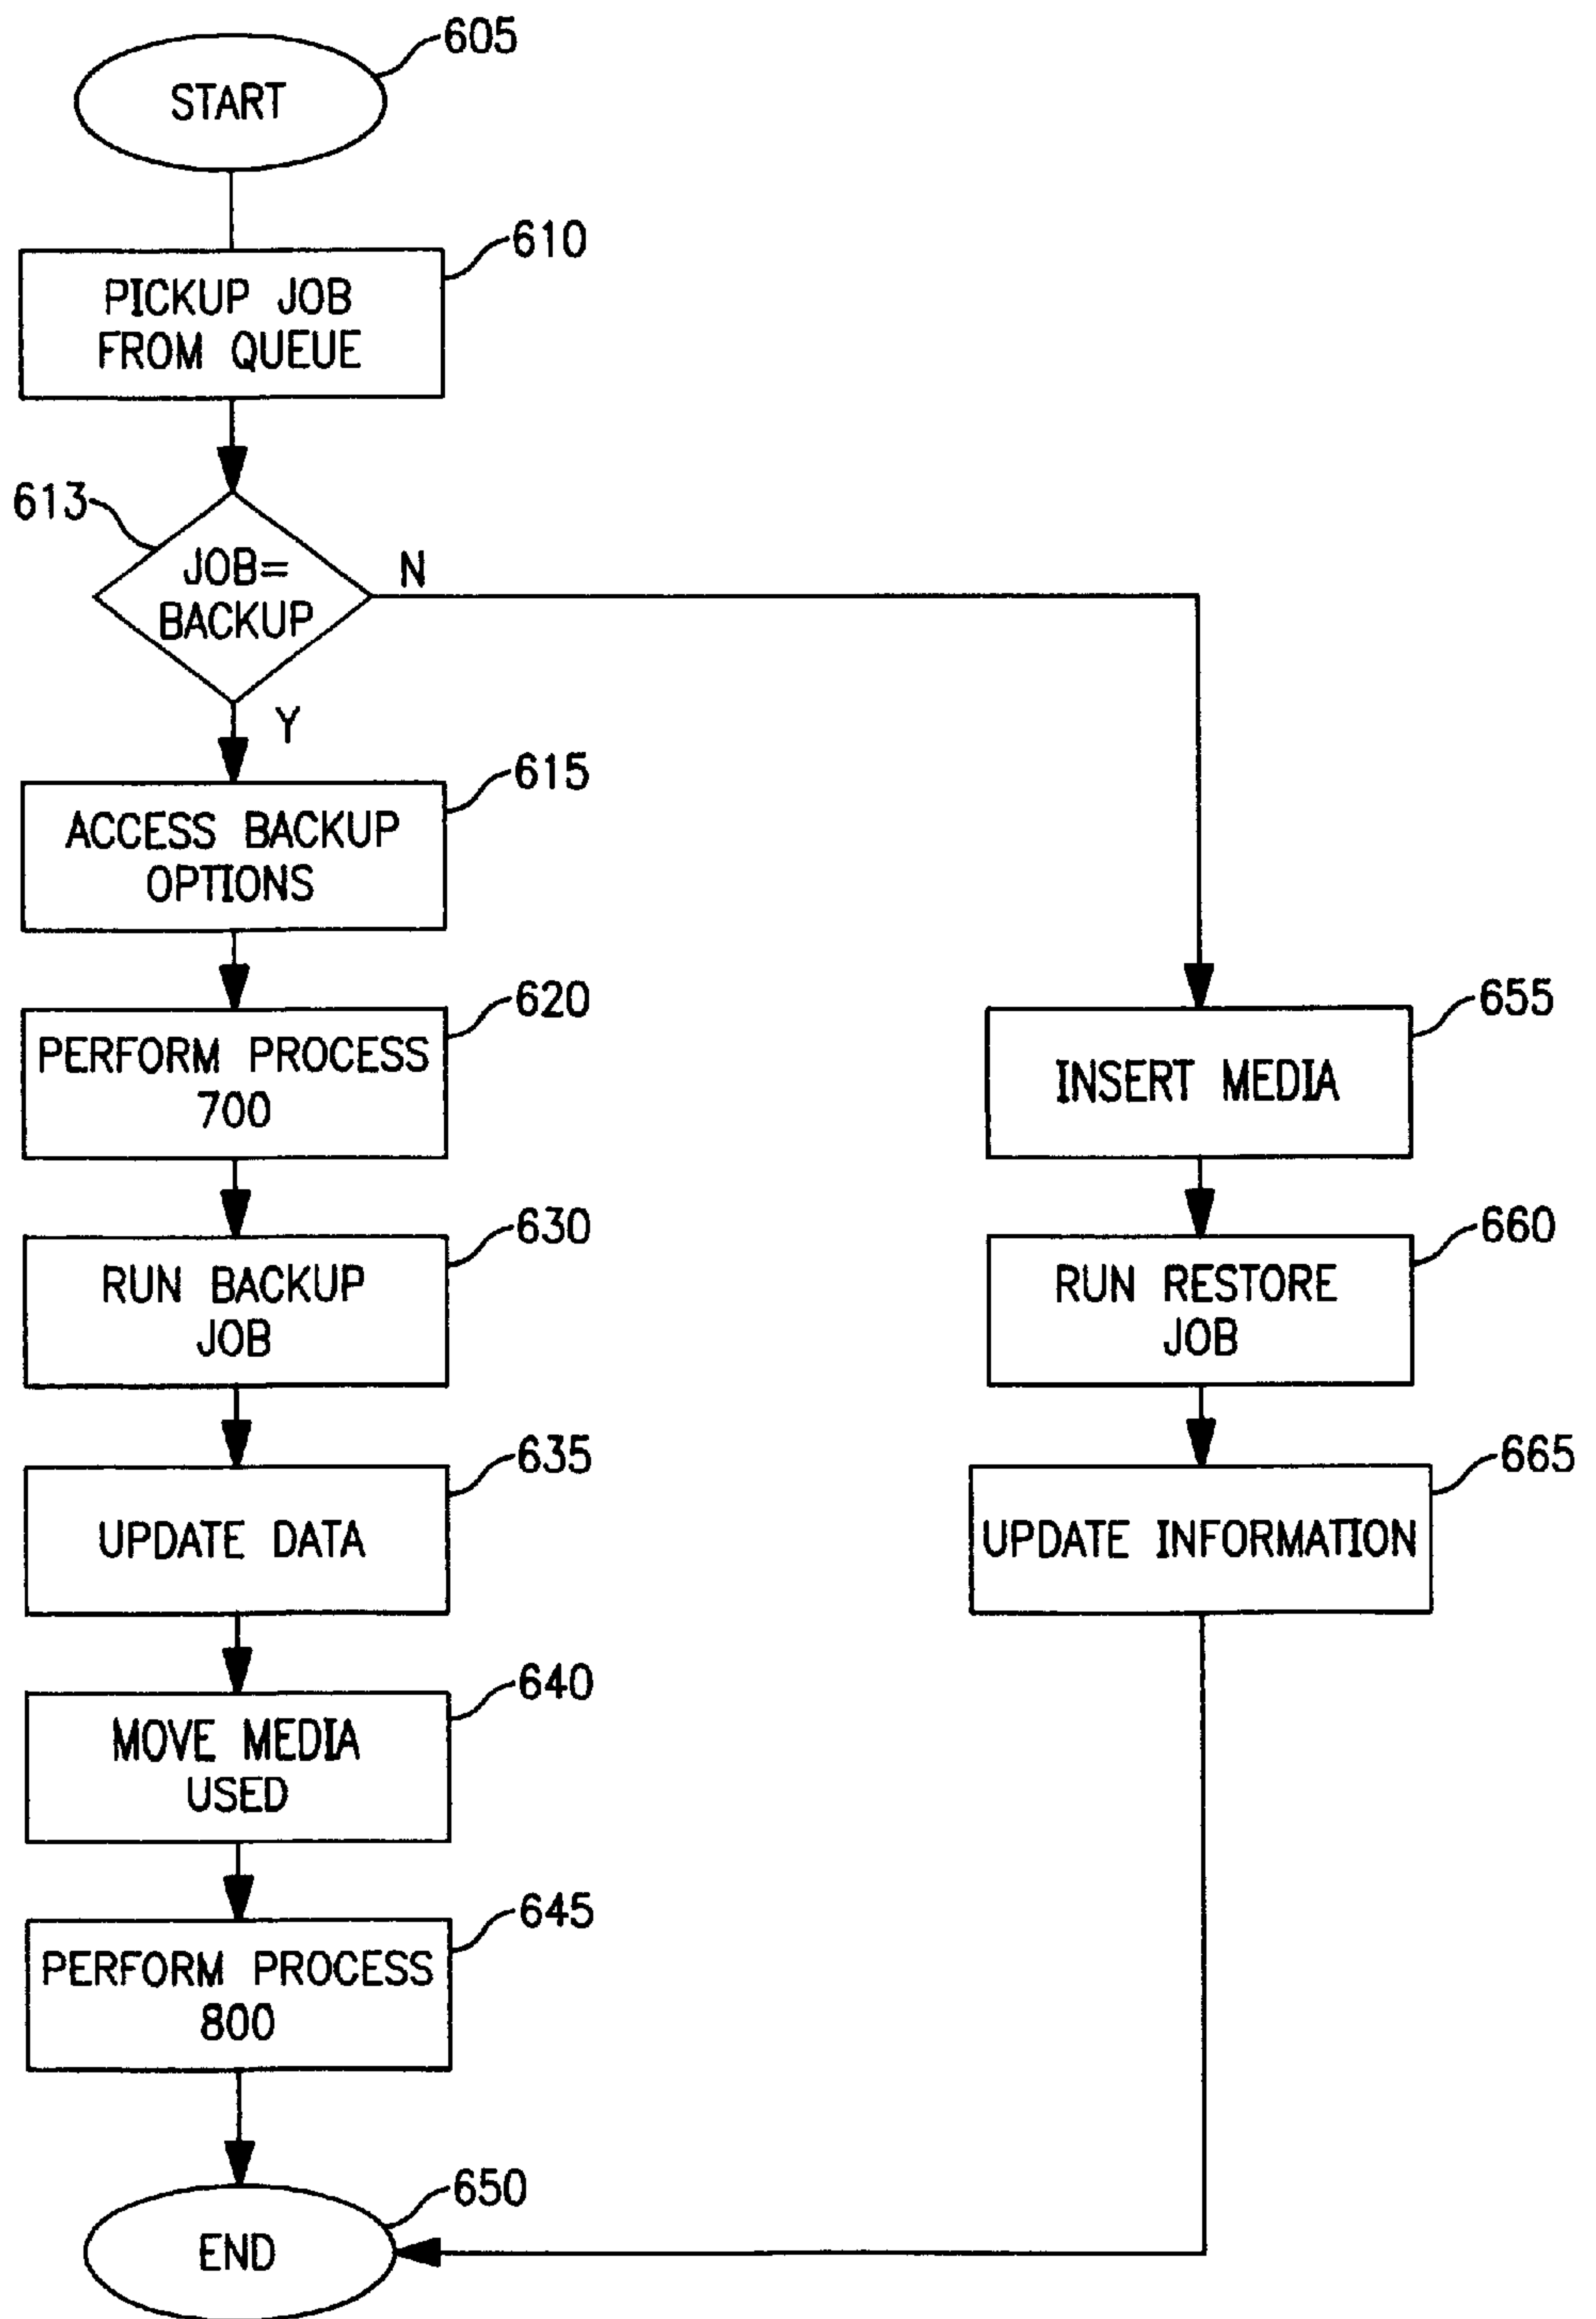 605
START
610
PICKUP JOB
FROM QUEUE
613
JOB=
BACKUP
N
Y
615
ACCESS BACKUP
OPTIONS
620
PERFORM PROCESS
700
630
RUN BACKUP
JOB
635
UPDATE DATA
640
MOVE MEDIA
USED
645
PERFORM PROCESS
800
650
END
655
INSERT MEDIA
660
RUN RESTORE
JOB
665
UPDATE INFORMATION